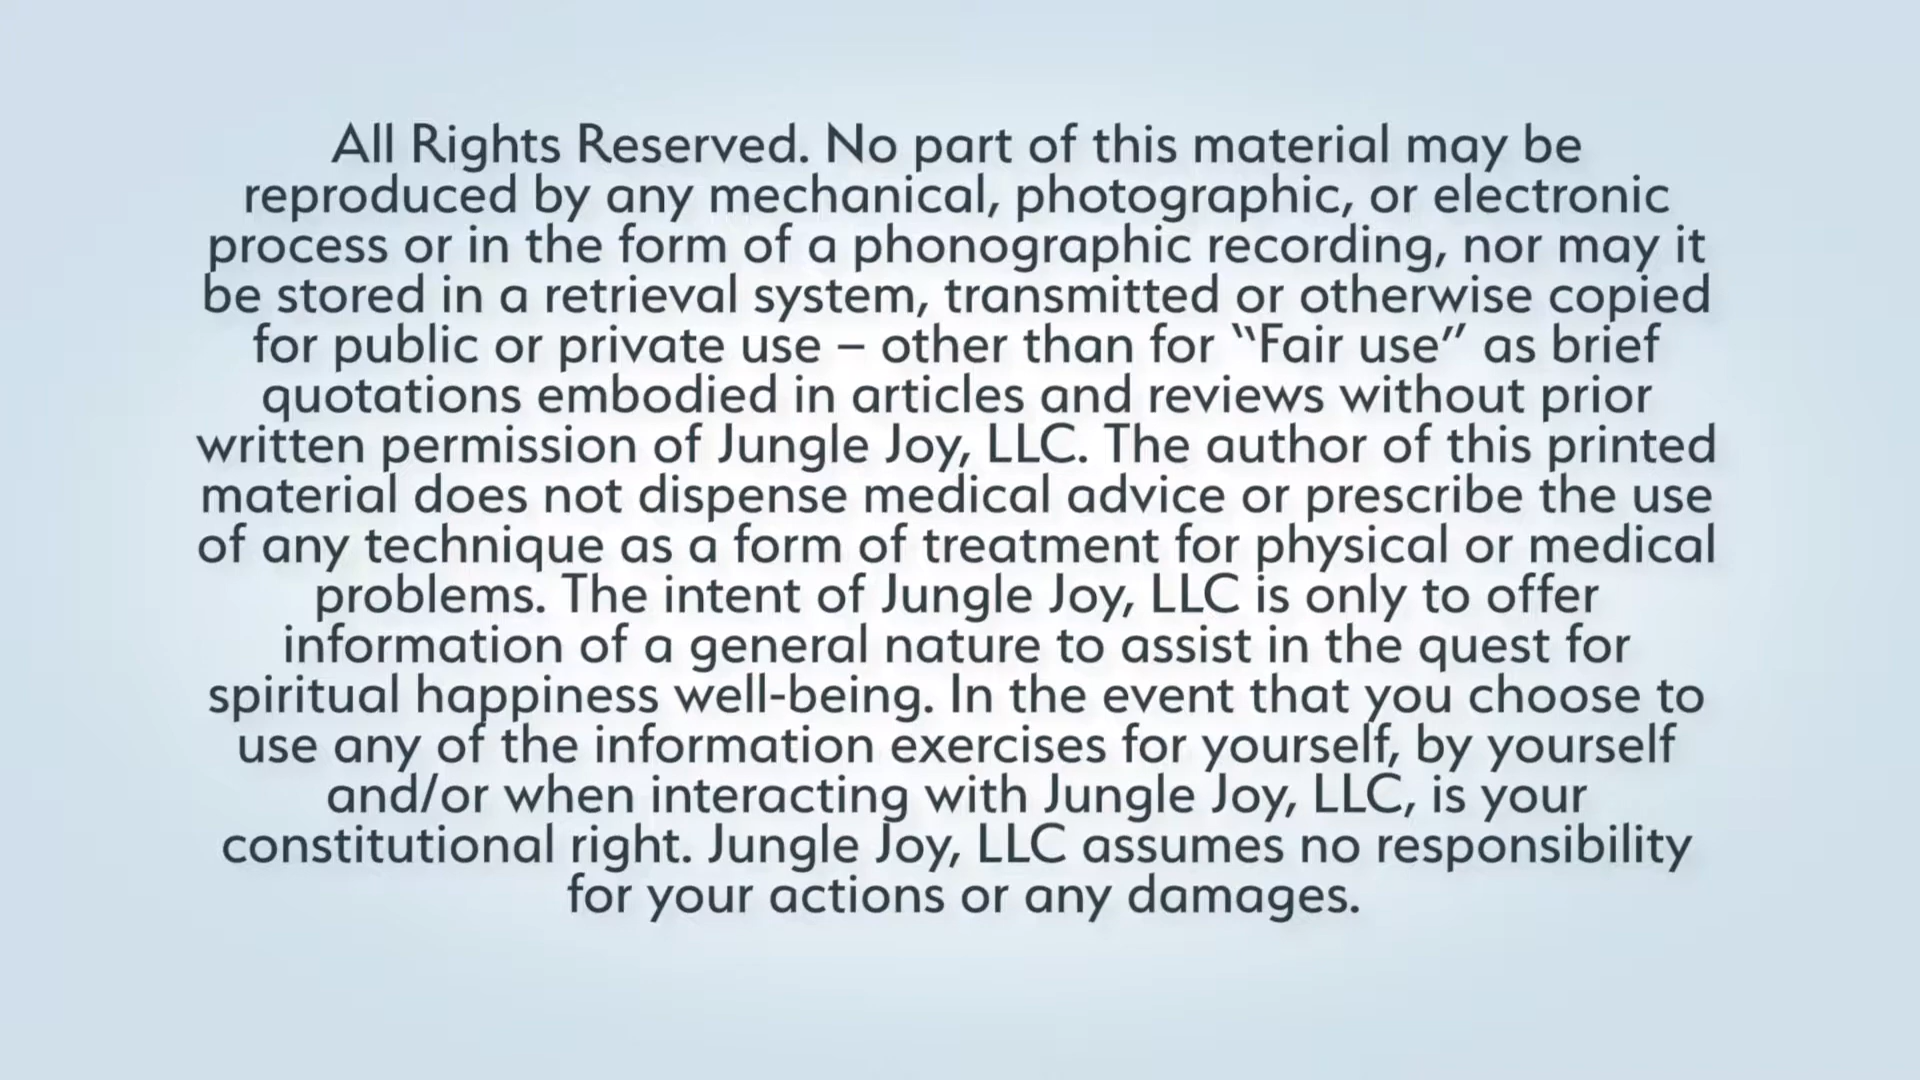 All Rights Reserved. No part of this material may be
reproduced by any mechanical, photographic, or electronic
process or in the form of a phonographic recording, nor may it
be stored in a retrieval system, transmitted or otherwise copied
for public or private use – other than for “Fair use” as brief
quotations embodied in articles and reviews without prior
written permission of Jungle Joy, LLC. The author of this printed
material does not dispense medical advice or prescribe the use
of any technique as a form of treatment for physical or medical
problems. The intent of Jungle Joy, LLC is only to offer
information of a general nature to assist in the quest for
spiritual happiness well-being. In the event that you choose to
use any of the information exercises for yourself, by yourself
and/or when interacting with Jungle Joy, LLC, is your
constitutional right. Jungle Joy, LLC assumes no responsibility
for your actions or any damages.